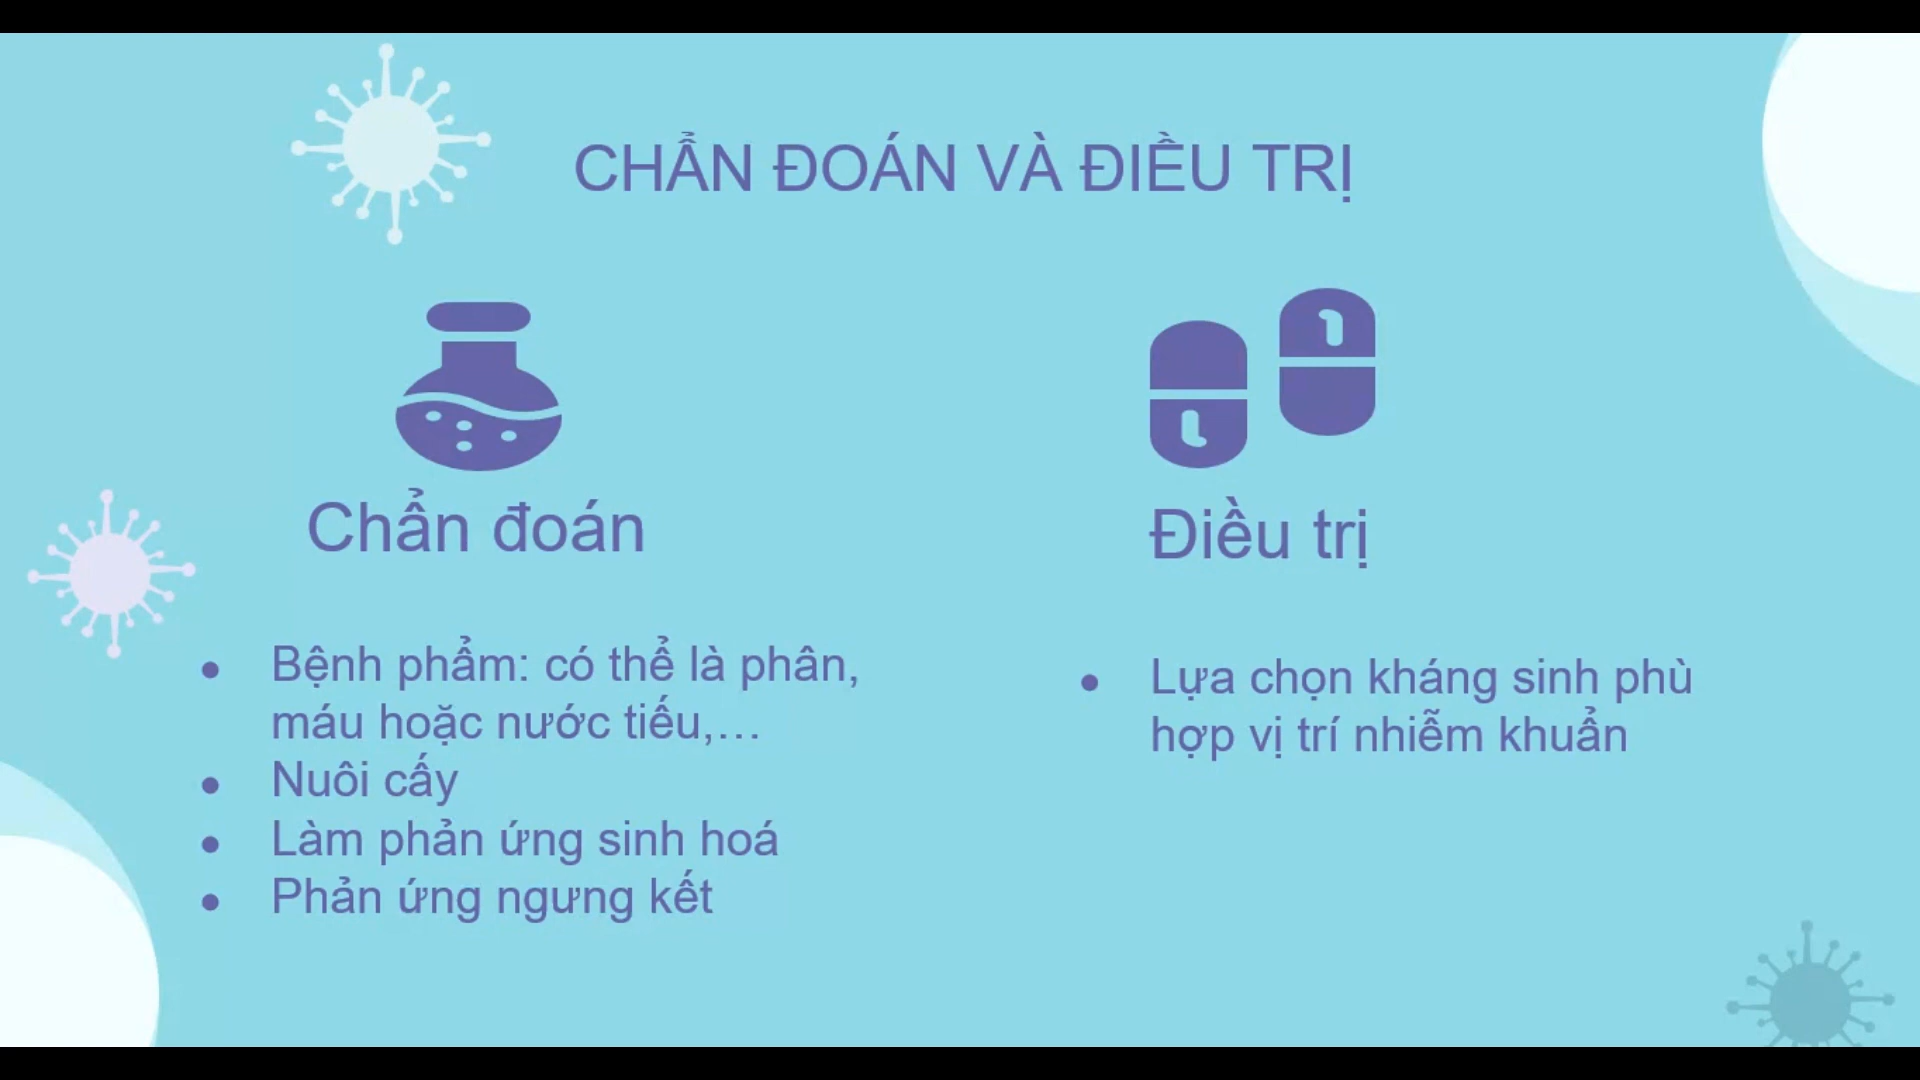 CHẨN ĐOÁN VÀ ĐIỀU TRỊ
Chẩn đoán
Bệnh phẩm: có thể là phân,
máu hoặc nước tiếu,...
Nuôi cấy
Làm phản ứng sinh hoá
Phản ứng ngưng kết
Điều trị
Lựa chọn kháng sinh phù
hợp vị trí nhiễm khuẩn